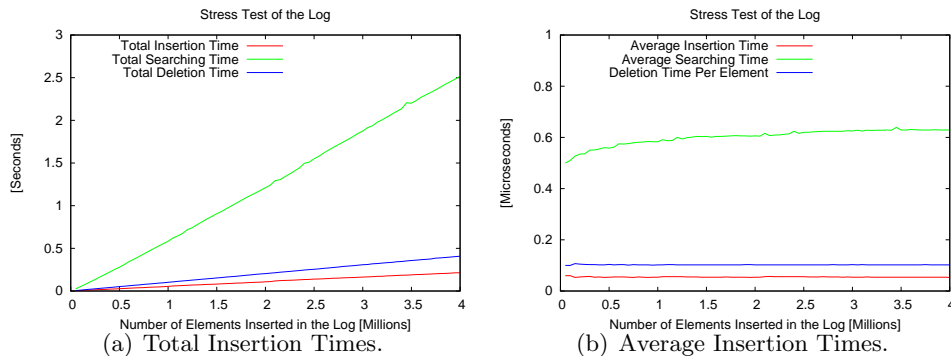 Stress Test of the Log
3
2.5
2
1.5
1
0.5
0
[Seconds]
Total Insertion Time
Total Searching Time
Total Deletion Time
0 0.5 1 1.5 2 2.5 3 3.5 4
Number of Elements Inserted in the Log [Millions]
(a) Total Insertion Times.
Stress Test of the Log
1
0.8
0.6
0.4
0.2
0
[Microseconds]
Average Insertion Time
Average Searching Time
Deletion Time Per Element
0 0.5 1 1.5 2 2.5 3 3.5 4
Number of Elements Inserted in the Log [Millions]
(b) Average Insertion Times.